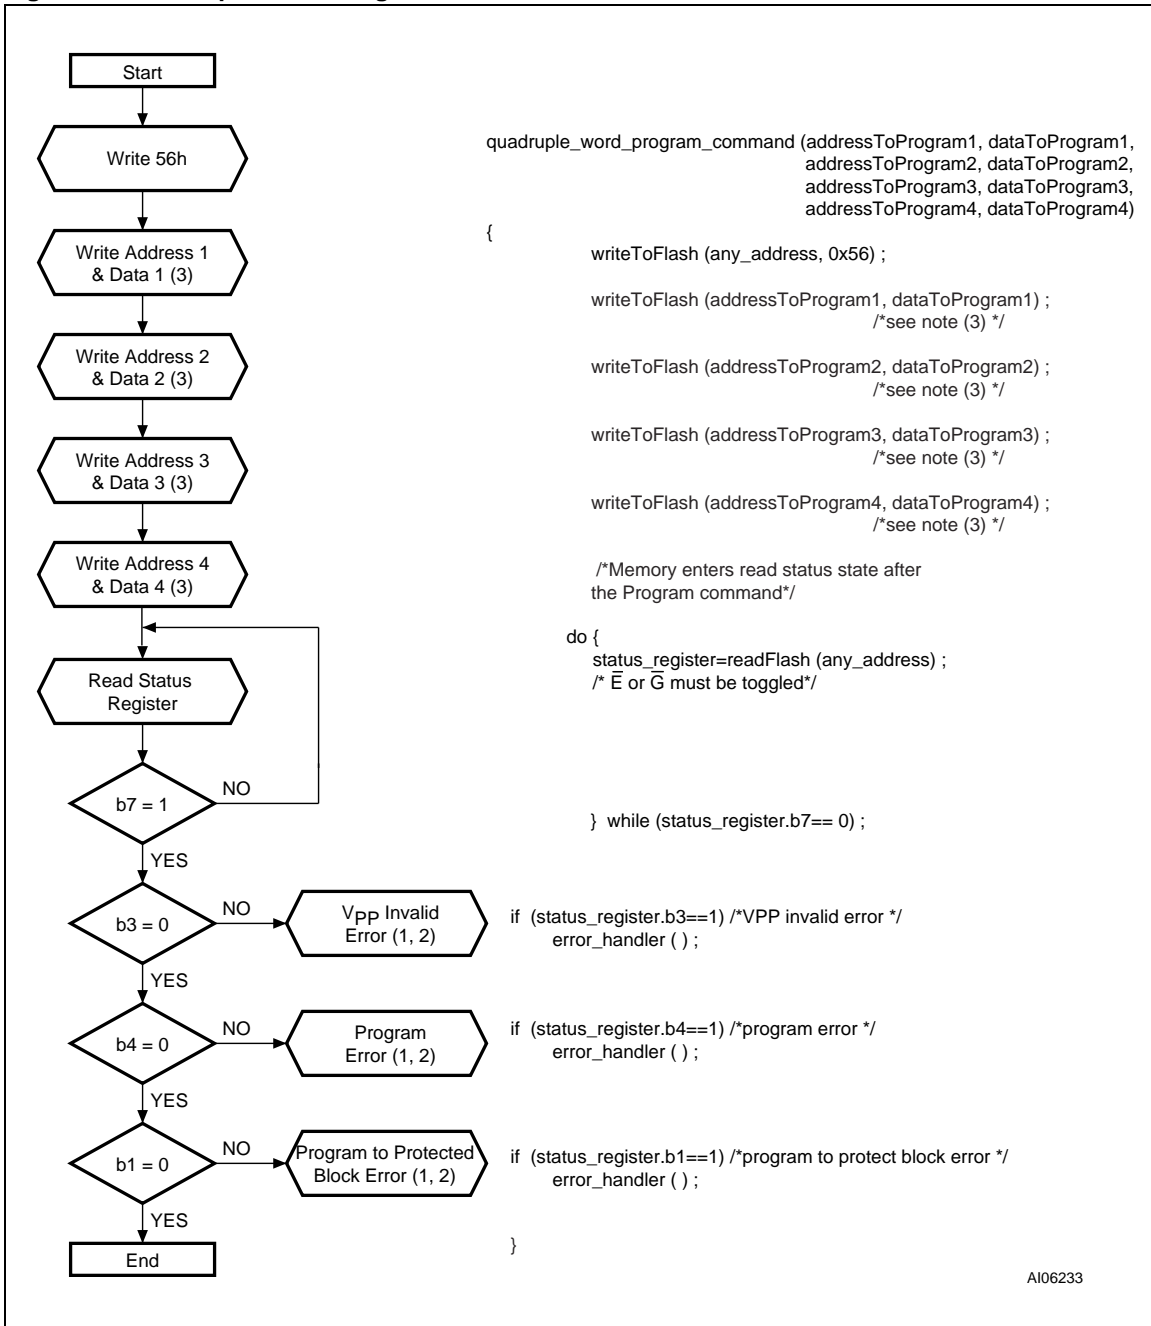 Start
Write 56h
Write Address 1
& Data 1 (3)
Write Address 2
& Data 2 (3)
Write Address 3
& Data 3 (3)
Write Address 4
& Data 4 (3)
Read Status
Register
b7 = 1
NO
YES
b3 = 0
NO
VPP Invalid
Error (1, 2)
YES
b4 = 0
NO
Program
Error (1, 2)
YES
b1 = 0
NO
Program to Protected
Block Error (1, 2)
YES
End
quadruple_word_program_command (addressToProgram1, dataToProgram1,
addressToProgram2, dataToProgram2,
addressToProgram3, dataToProgram3,
addressToProgram4, dataToProgram4)
{
writeToFlash (any_address, 0x56) ;
writeToFlash (addressToProgram1, dataToProgram1) ;
/*see note (3) */
writeToFlash (addressToProgram2, dataToProgram2) ;
/*see note (3) */
writeToFlash (addressToProgram3, dataToProgram3) ;
/*see note (3) */
writeToFlash (addressToProgram4, dataToProgram4) ;
/*see note (3) */
/*Memory enters read status state after
the Program command*/
do {
status_register=readFlash (any_address) ;
/* E̅ or G̅ must be toggled*/
} while (status_register.b7== 0) ;
if (status_register.b3==1) /*VPP invalid error */
error_handler ( ) ;
if (status_register.b4==1) /*program error */
error_handler ( ) ;
if (status_register.b1==1) /*program to protect block error */
error_handler ( ) ;
}
AI06233